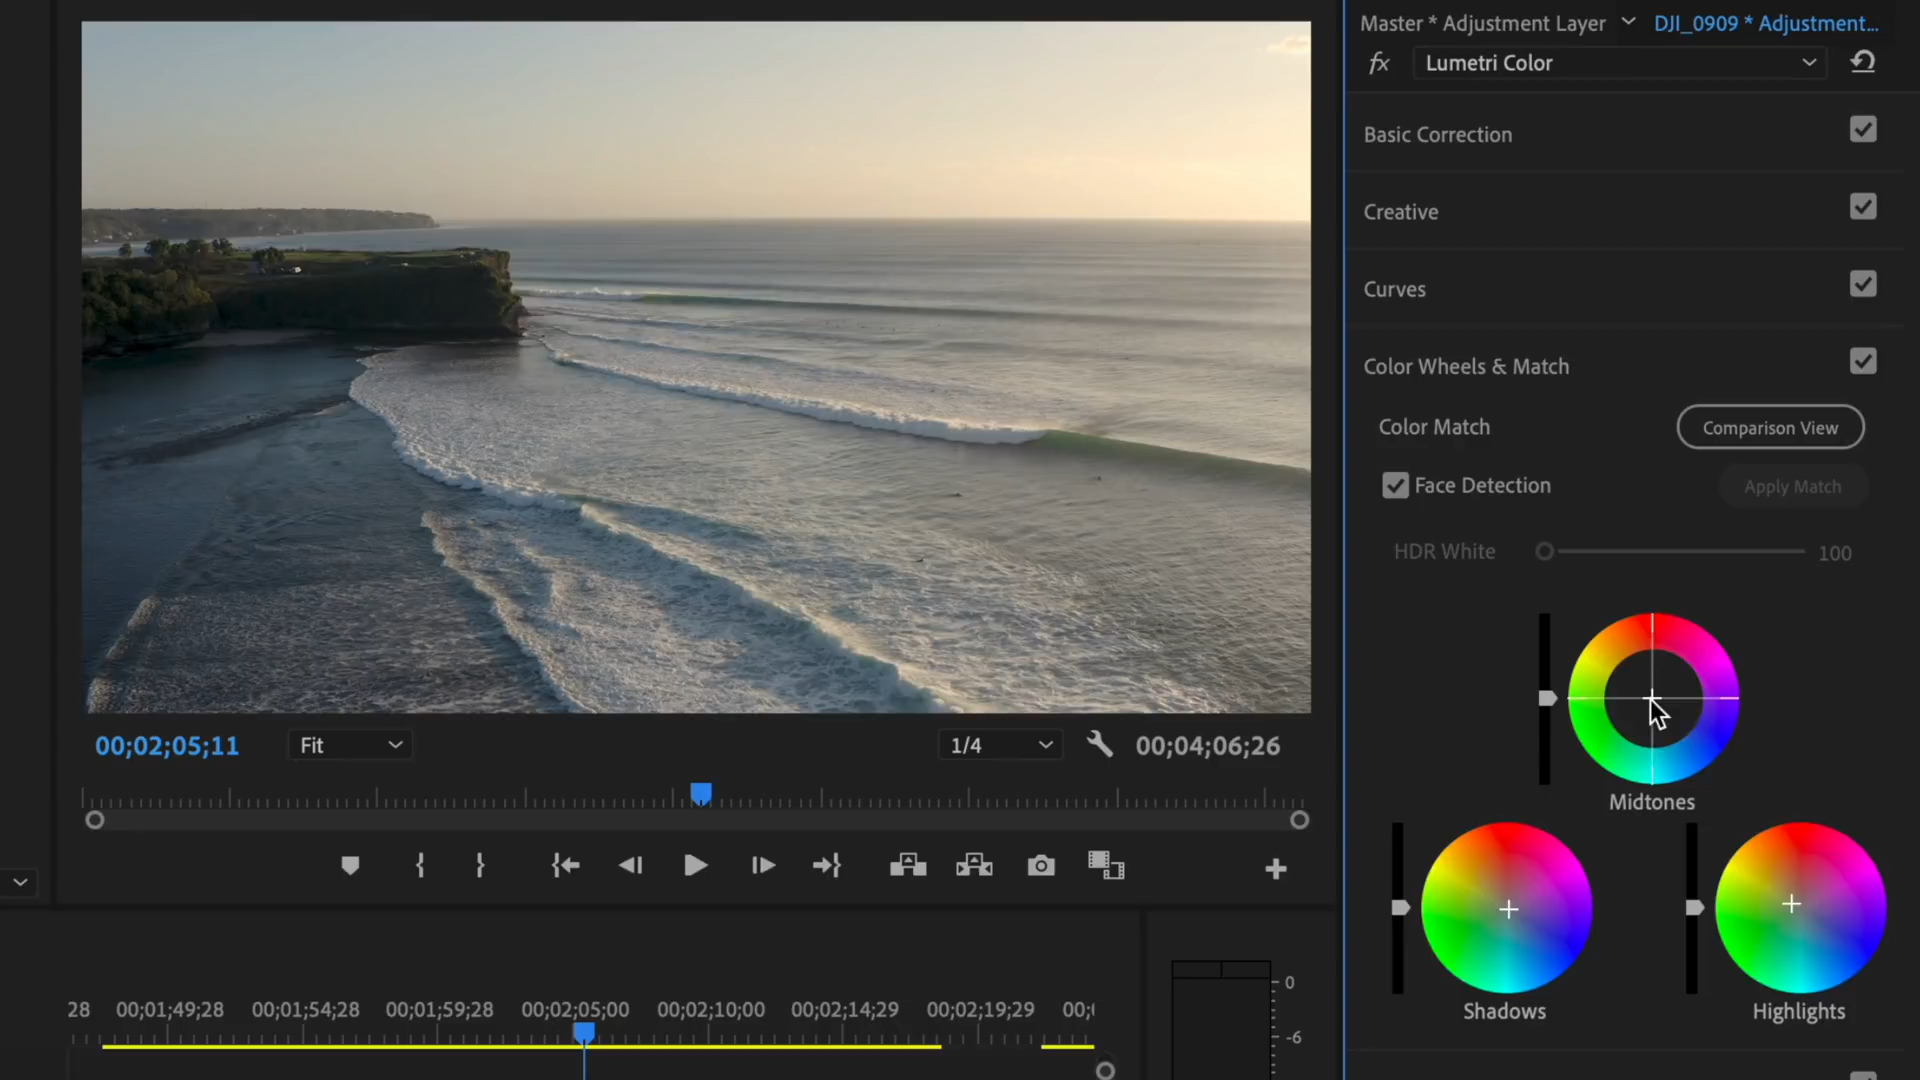 Master * Adjustment Layer
DJI_0909 * Adjustment...
fx
Lumetri Color
Basic Correction
Creative
Curves
Color Wheels & Match
Color Match
Comparison View
Face Detection
Apply Match
HDR White
100
Midtones
Shadows
Highlights
00;02;05;11
Fit
1/4
00;04;06;26
28
00;01;49;28
00;01;54;28
00;01;59;28
00;02;05;00
00;02;10;00
00;02;14;29
00;02;19;29
00;
0
-6